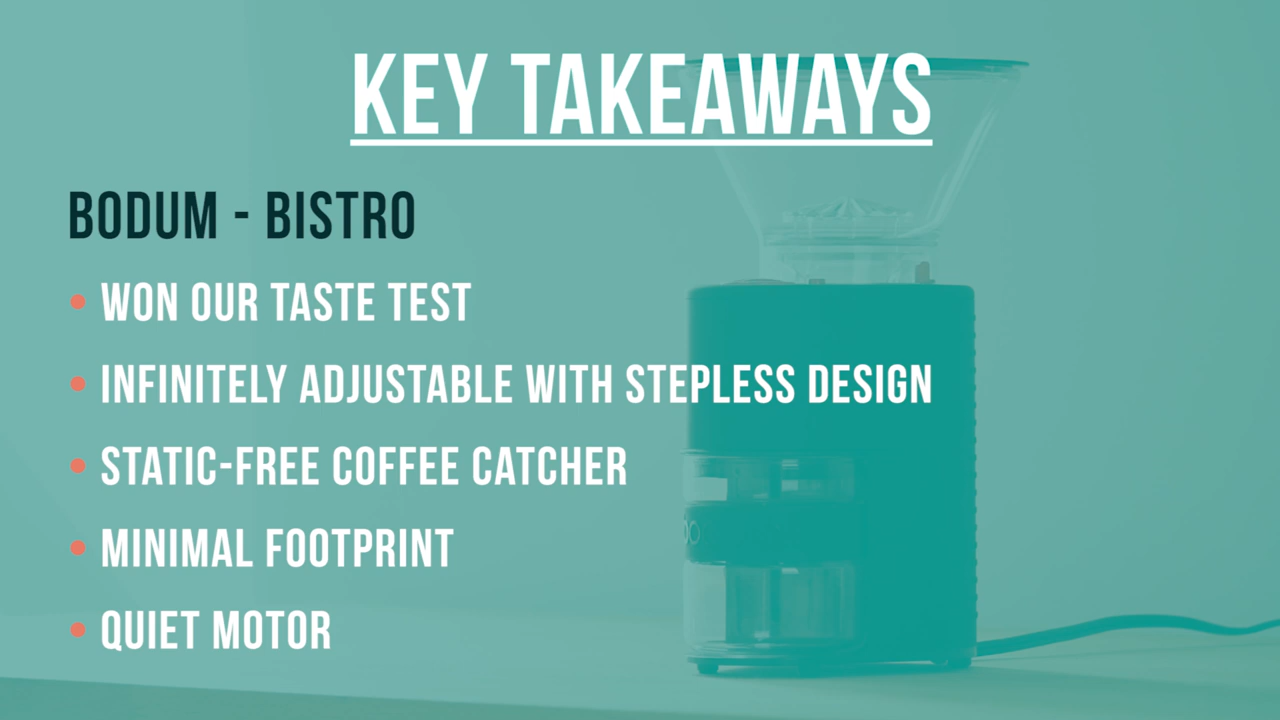 KEY TAKEAWAYS
BODUM - BISTRO
• WON OUR TASTE TEST
• INFINITELY ADJUSTABLE WITH STEPLESS DESIGN
• STATIC-FREE COFFEE CATCHER
• MINIMAL FOOTPRINT
• QUIET MOTOR